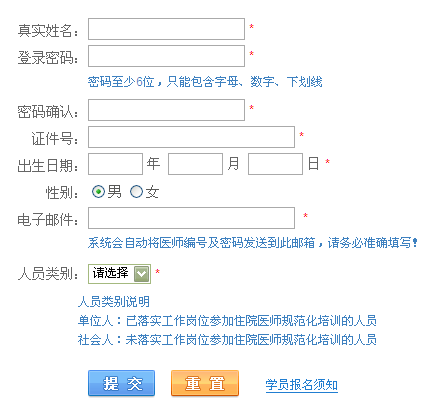 真实姓名： *
登录密码： *
密码至少6位，只能包含字母、数字、下划线
密码确认： *
证件号： *
出生日期： 年 月 日 *
性别： 男 女
电子邮件： *
系统会自动将医师编号及密码发送到此邮箱，请务必准确填写!
人员类别： 请选择 *
人员类别说明
单位人：已落实工作岗位参加住院医师规范化培训的人员
社会人：未落实工作岗位参加住院医师规范化培训的人员
提 交 重 置 学员报名须知